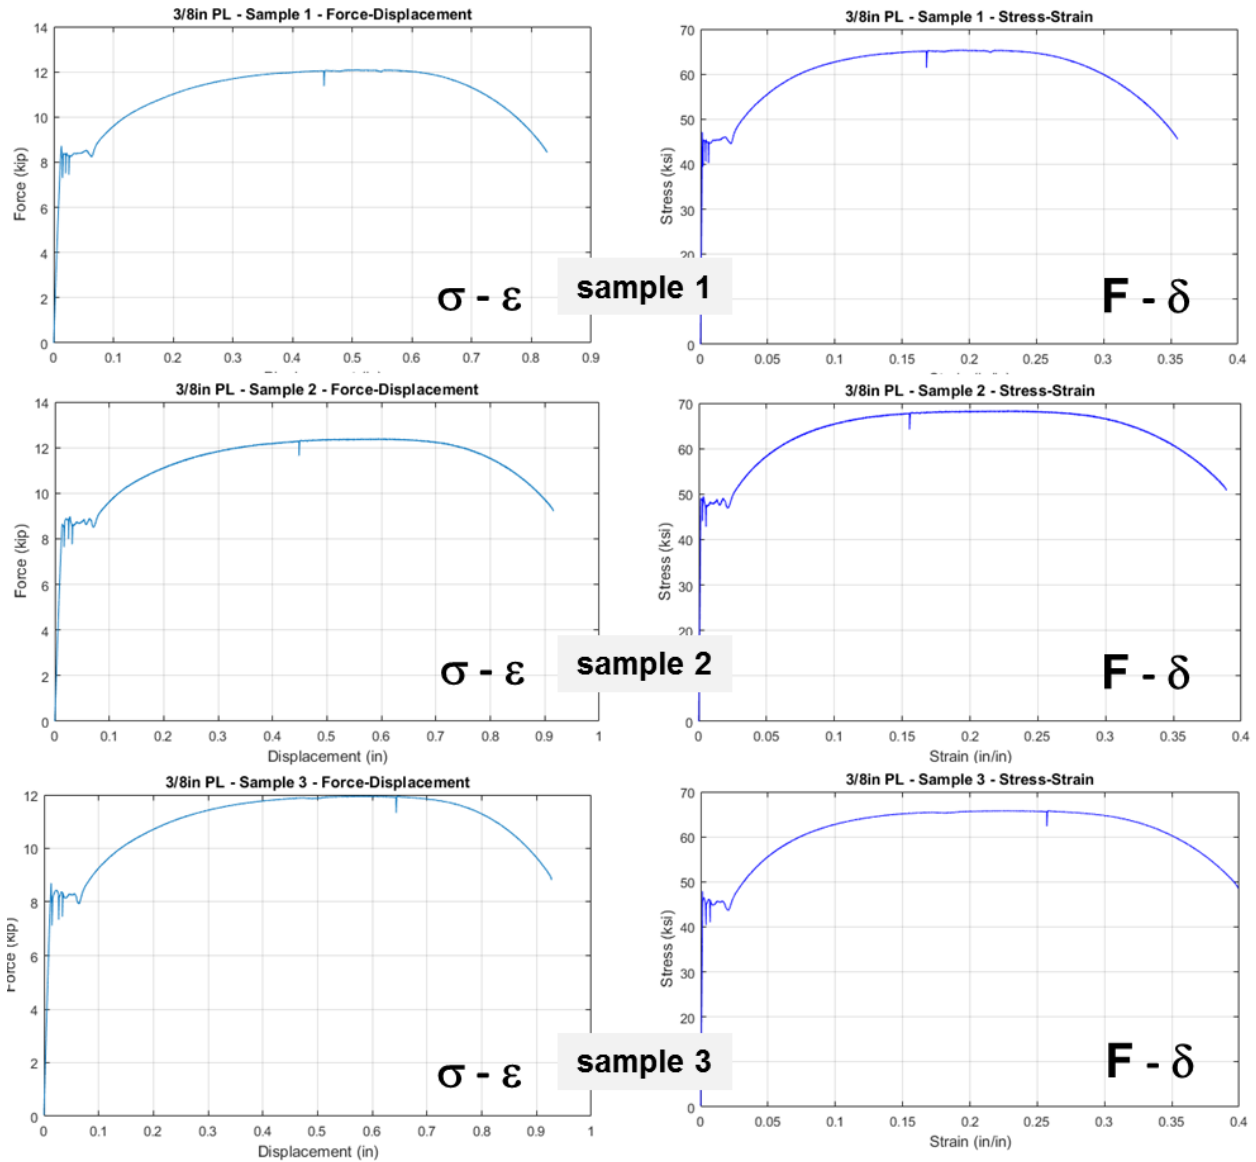 3/8in PL - Sample 1 - Force-Displacement
14
12
10
8
6
4
2
0
Force (kip)
0 0.1 0.2 0.3 0.4 0.5 0.6 0.7 0.8 0.9
σ - ε
3/8in PL - Sample 1 - Stress-Strain
70
60
50
40
30
20
10
0
Stress (ksi)
0 0.05 0.1 0.15 0.2 0.25 0.3 0.35 0.4
F - δ
sample 1
3/8in PL - Sample 2 - Force-Displacement
14
12
10
8
6
4
2
0
Force (kip)
0 0.1 0.2 0.3 0.4 0.5 0.6 0.7 0.8 0.9 1
Displacement (in)
σ - ε
3/8in PL - Sample 2 - Stress-Strain
70
60
50
40
30
20
10
0
Stress (ksi)
0 0.05 0.1 0.15 0.2 0.25 0.3 0.35 0.4
Strain (in/in)
F - δ
sample 2
3/8in PL - Sample 3 - Force-Displacement
12
10
8
6
4
2
0
Force (kip)
0 0.1 0.2 0.3 0.4 0.5 0.6 0.7 0.8 0.9 1
Displacement (in)
σ - ε
3/8in PL - Sample 3 - Stress-Strain
70
60
50
40
30
20
10
0
Stress (ksi)
0 0.05 0.1 0.15 0.2 0.25 0.3 0.35 0.4
Strain (in/in)
F - δ
sample 3